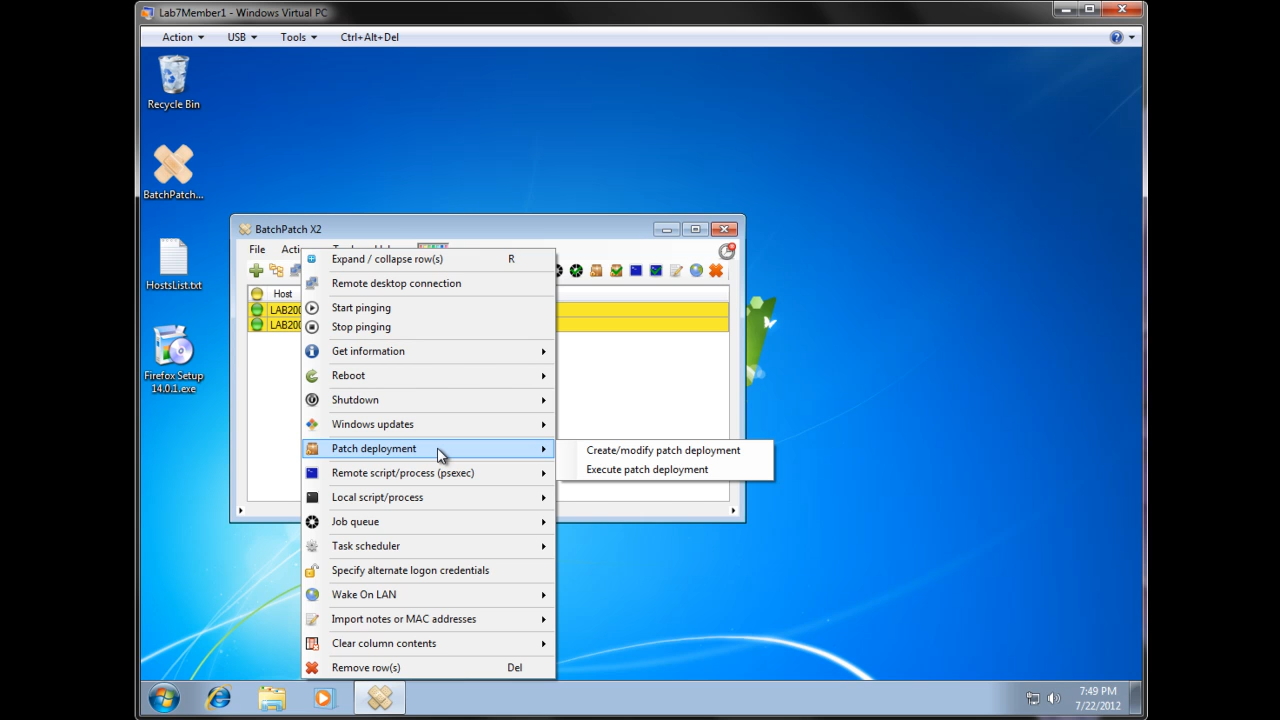 Lab7Member1 - Windows Virtual PC
Action USB Tools Ctrl+Alt+Del
Recycle Bin
BatchPatch...
HostsList.txt
Firefox Setup
14.0.1.exe
BatchPatch X2
File
Host
LAB200
LAB200
Expand / collapse row(s) R
Remote desktop connection
Start pinging
Stop pinging
Get information
Reboot
Shutdown
Windows updates
Patch deployment
Remote script/process (psexec)
Local script/process
Job queue
Task scheduler
Specify alternate logon credentials
Wake On LAN
Import notes or MAC addresses
Clear column contents
Remove row(s) Del
Create/modify patch deployment
Execute patch deployment
7:49 PM
7/22/2012